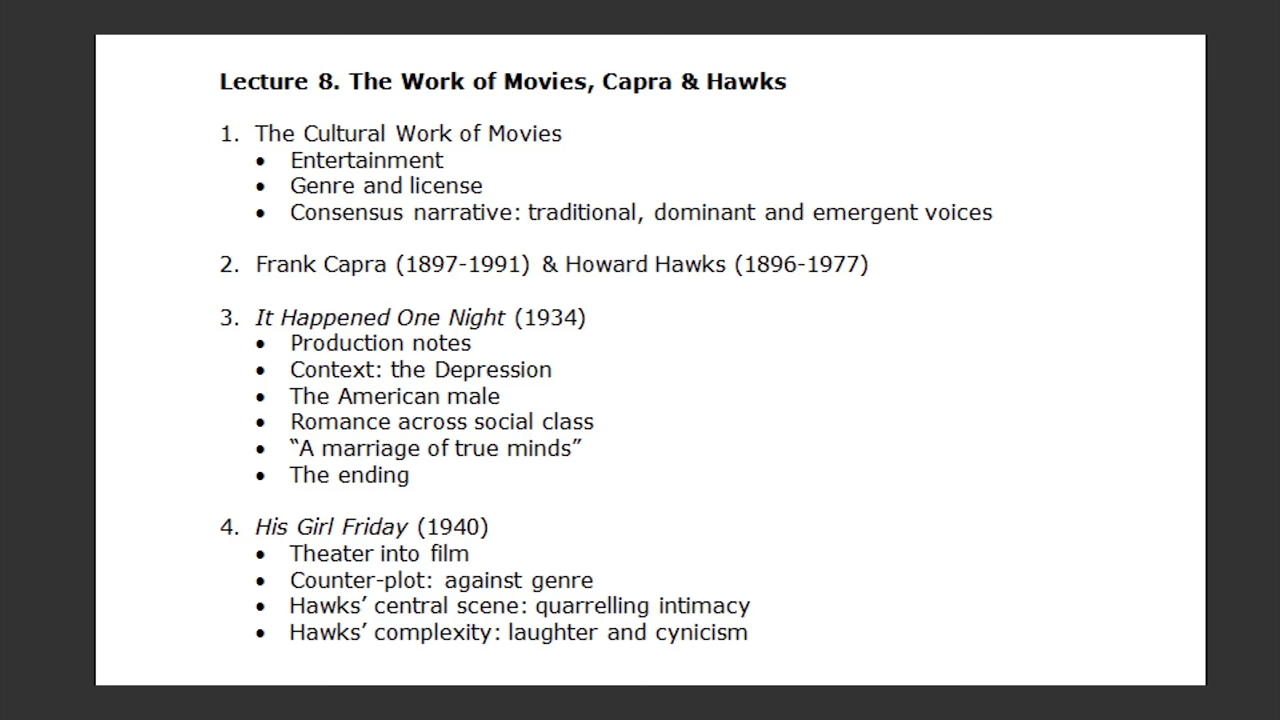 Lecture 8. The Work of Movies, Capra & Hawks
1. The Cultural Work of Movies
• Entertainment
• Genre and license
• Consensus narrative: traditional, dominant and emergent voices
2. Frank Capra (1897-1991) & Howard Hawks (1896-1977)
3. It Happened One Night (1934)
• Production notes
• Context: the Depression
• The American male
• Romance across social class
• “A marriage of true minds”
• The ending
4. His Girl Friday (1940)
• Theater into film
• Counter-plot: against genre
• Hawks’ central scene: quarrelling intimacy
• Hawks’ complexity: laughter and cynicism